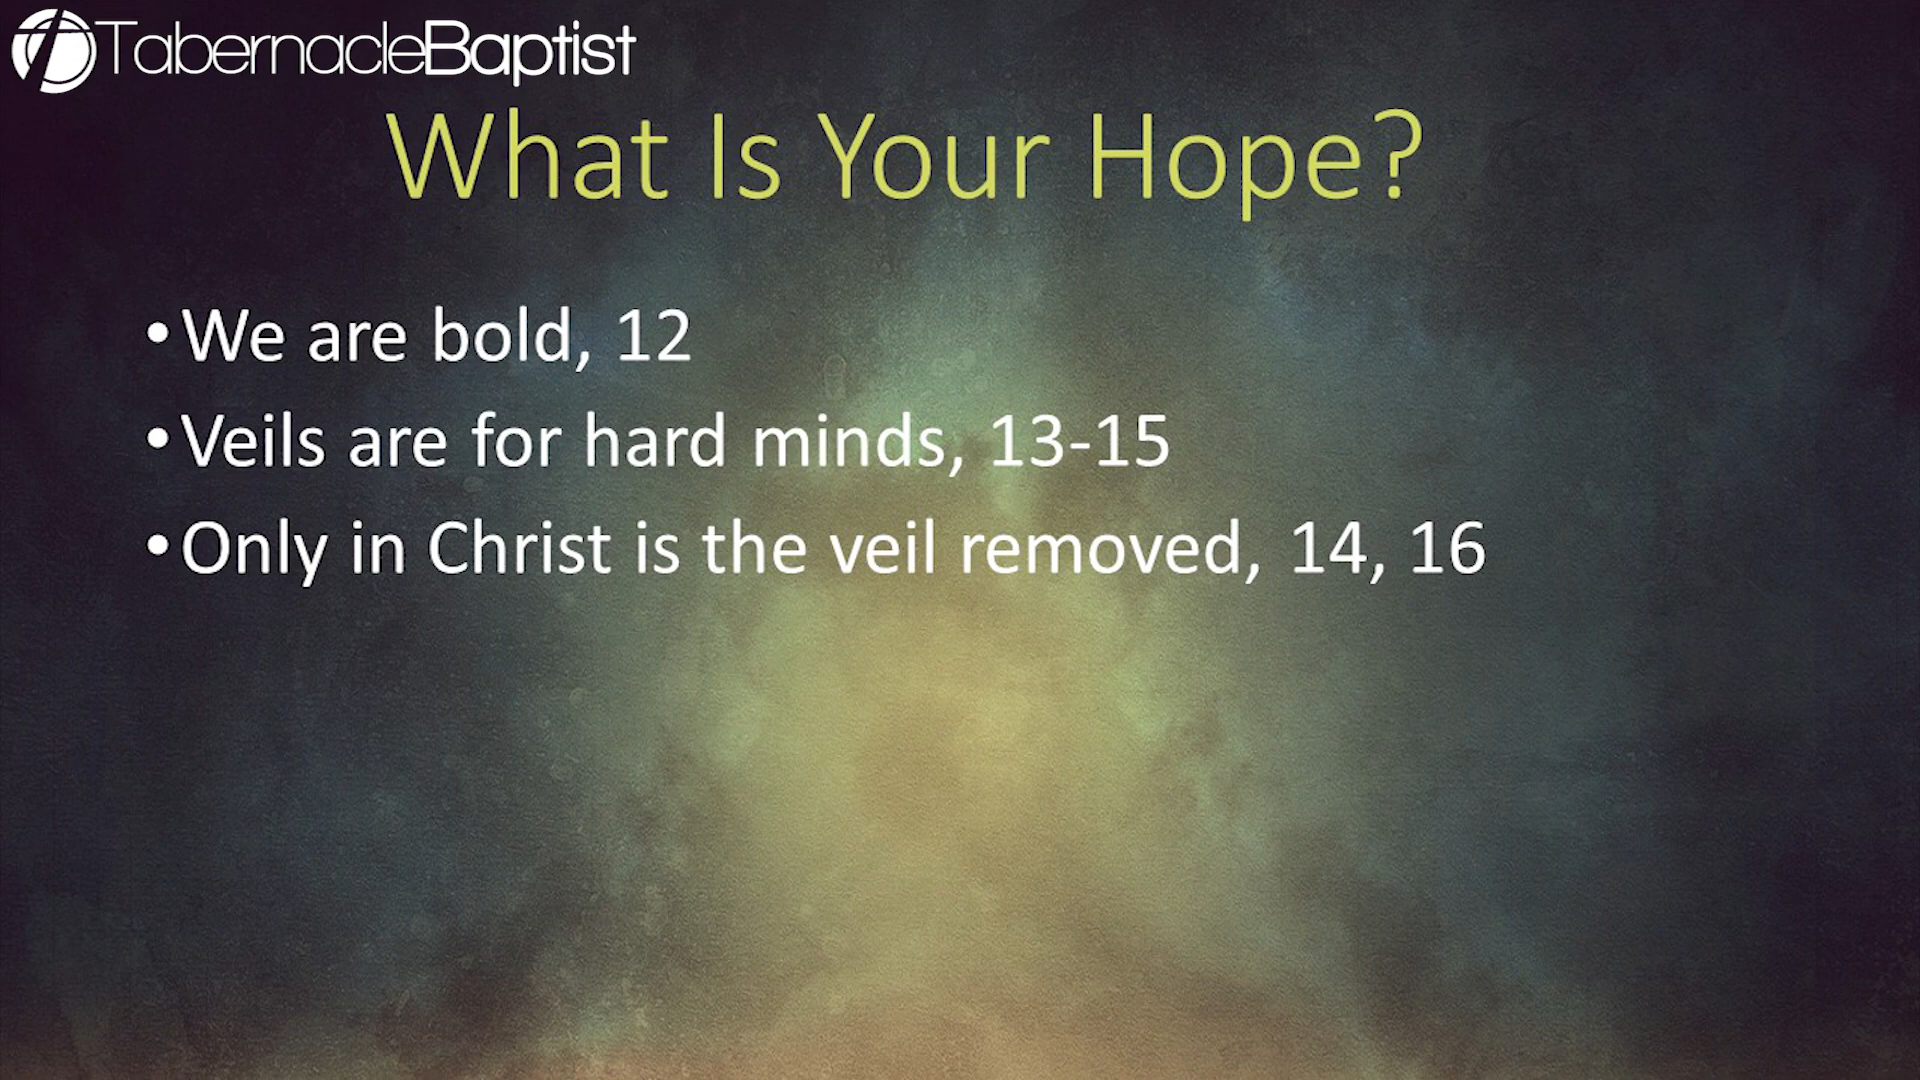 TabernacleBaptist
What Is Your Hope?
• We are bold, 12
• Veils are for hard minds, 13-15
• Only in Christ is the veil removed, 14, 16